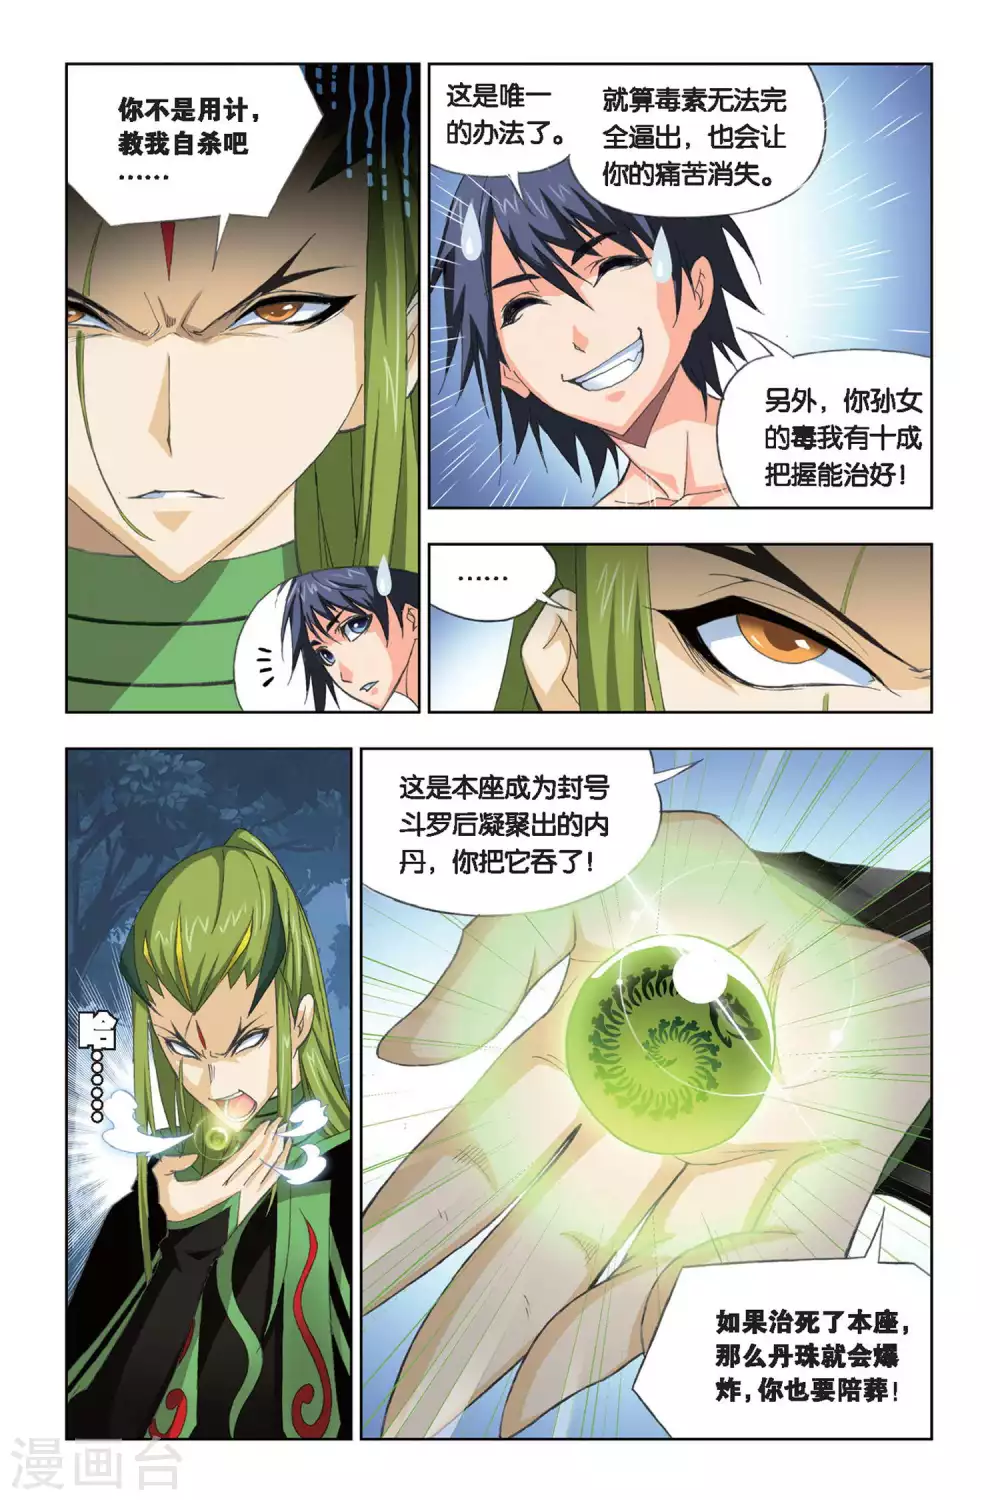 你不是用计，
教我自杀吧
……
这是唯一
的办法了。
就算毒素无法完
全逼出，也会让
你的痛苦消失。
另外，你孙女
的毒我有十成
把握能治好！
……
哈……
这是本座成为封号
斗罗后凝聚出的内
丹，你把它吞了！
如果治死了本座，
那么丹珠就会爆
炸，你也要陪葬！
漫画台